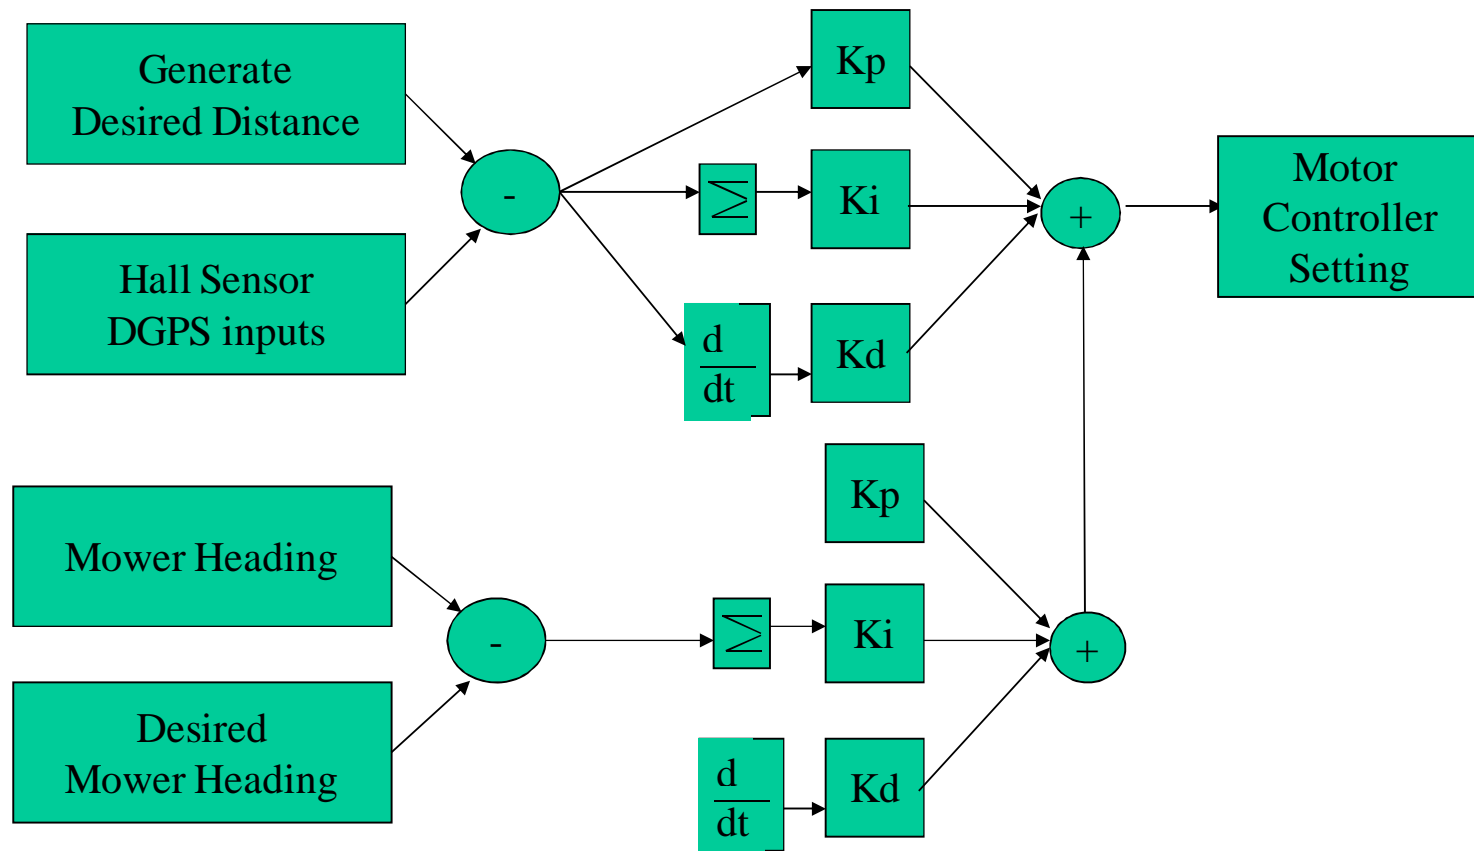 Generate
Desired Distance
Hall Sensor
DGPS inputs
-
Kp
∑
Ki
d
dt
Kd
+
Motor
Controller
Setting
Mower Heading
Desired
Mower Heading
-
Kp
∑
Ki
d
dt
Kd
+